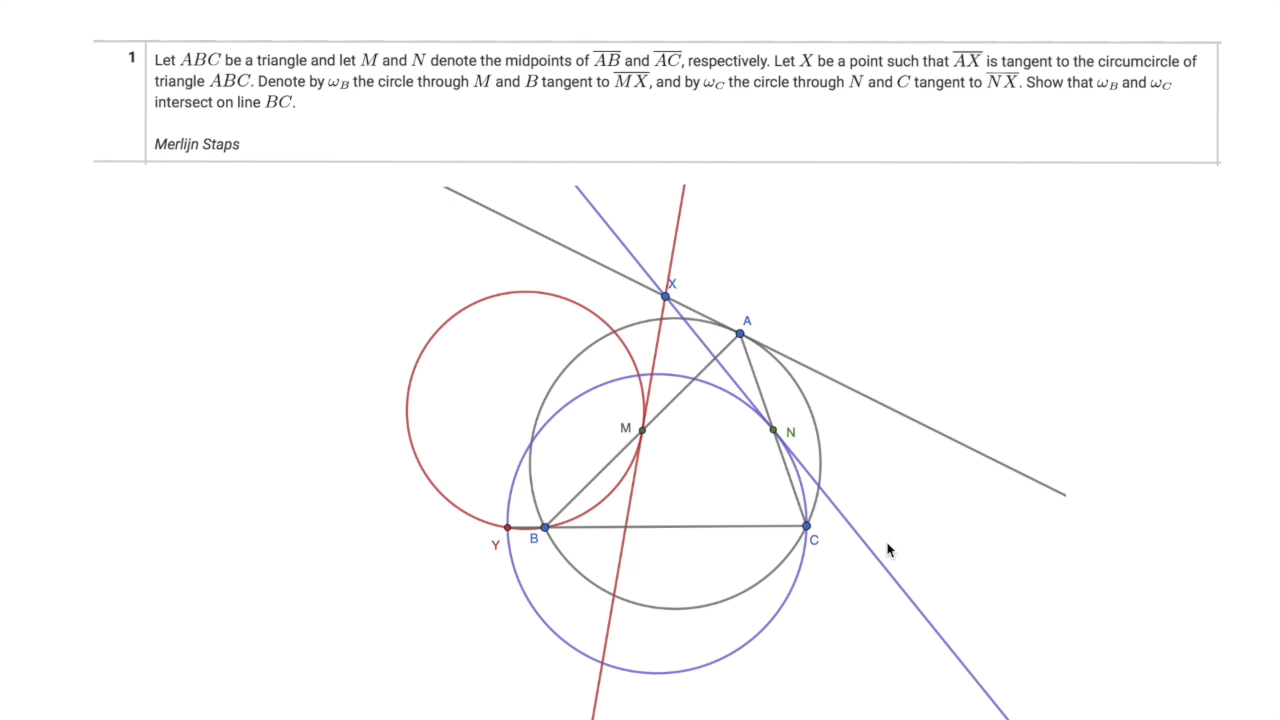 1 Let ABC be a triangle and let M and N denote the midpoints of AB and AC, respectively. Let X be a point such that AX is tangent to the circumcircle of
triangle ABC. Denote by ω_B the circle through M and B tangent to MX, and by ω_C the circle through N and C tangent to NX. Show that ω_B and ω_C
intersect on line BC.
Merlijn Staps
X
A
M
N
Y
B
C